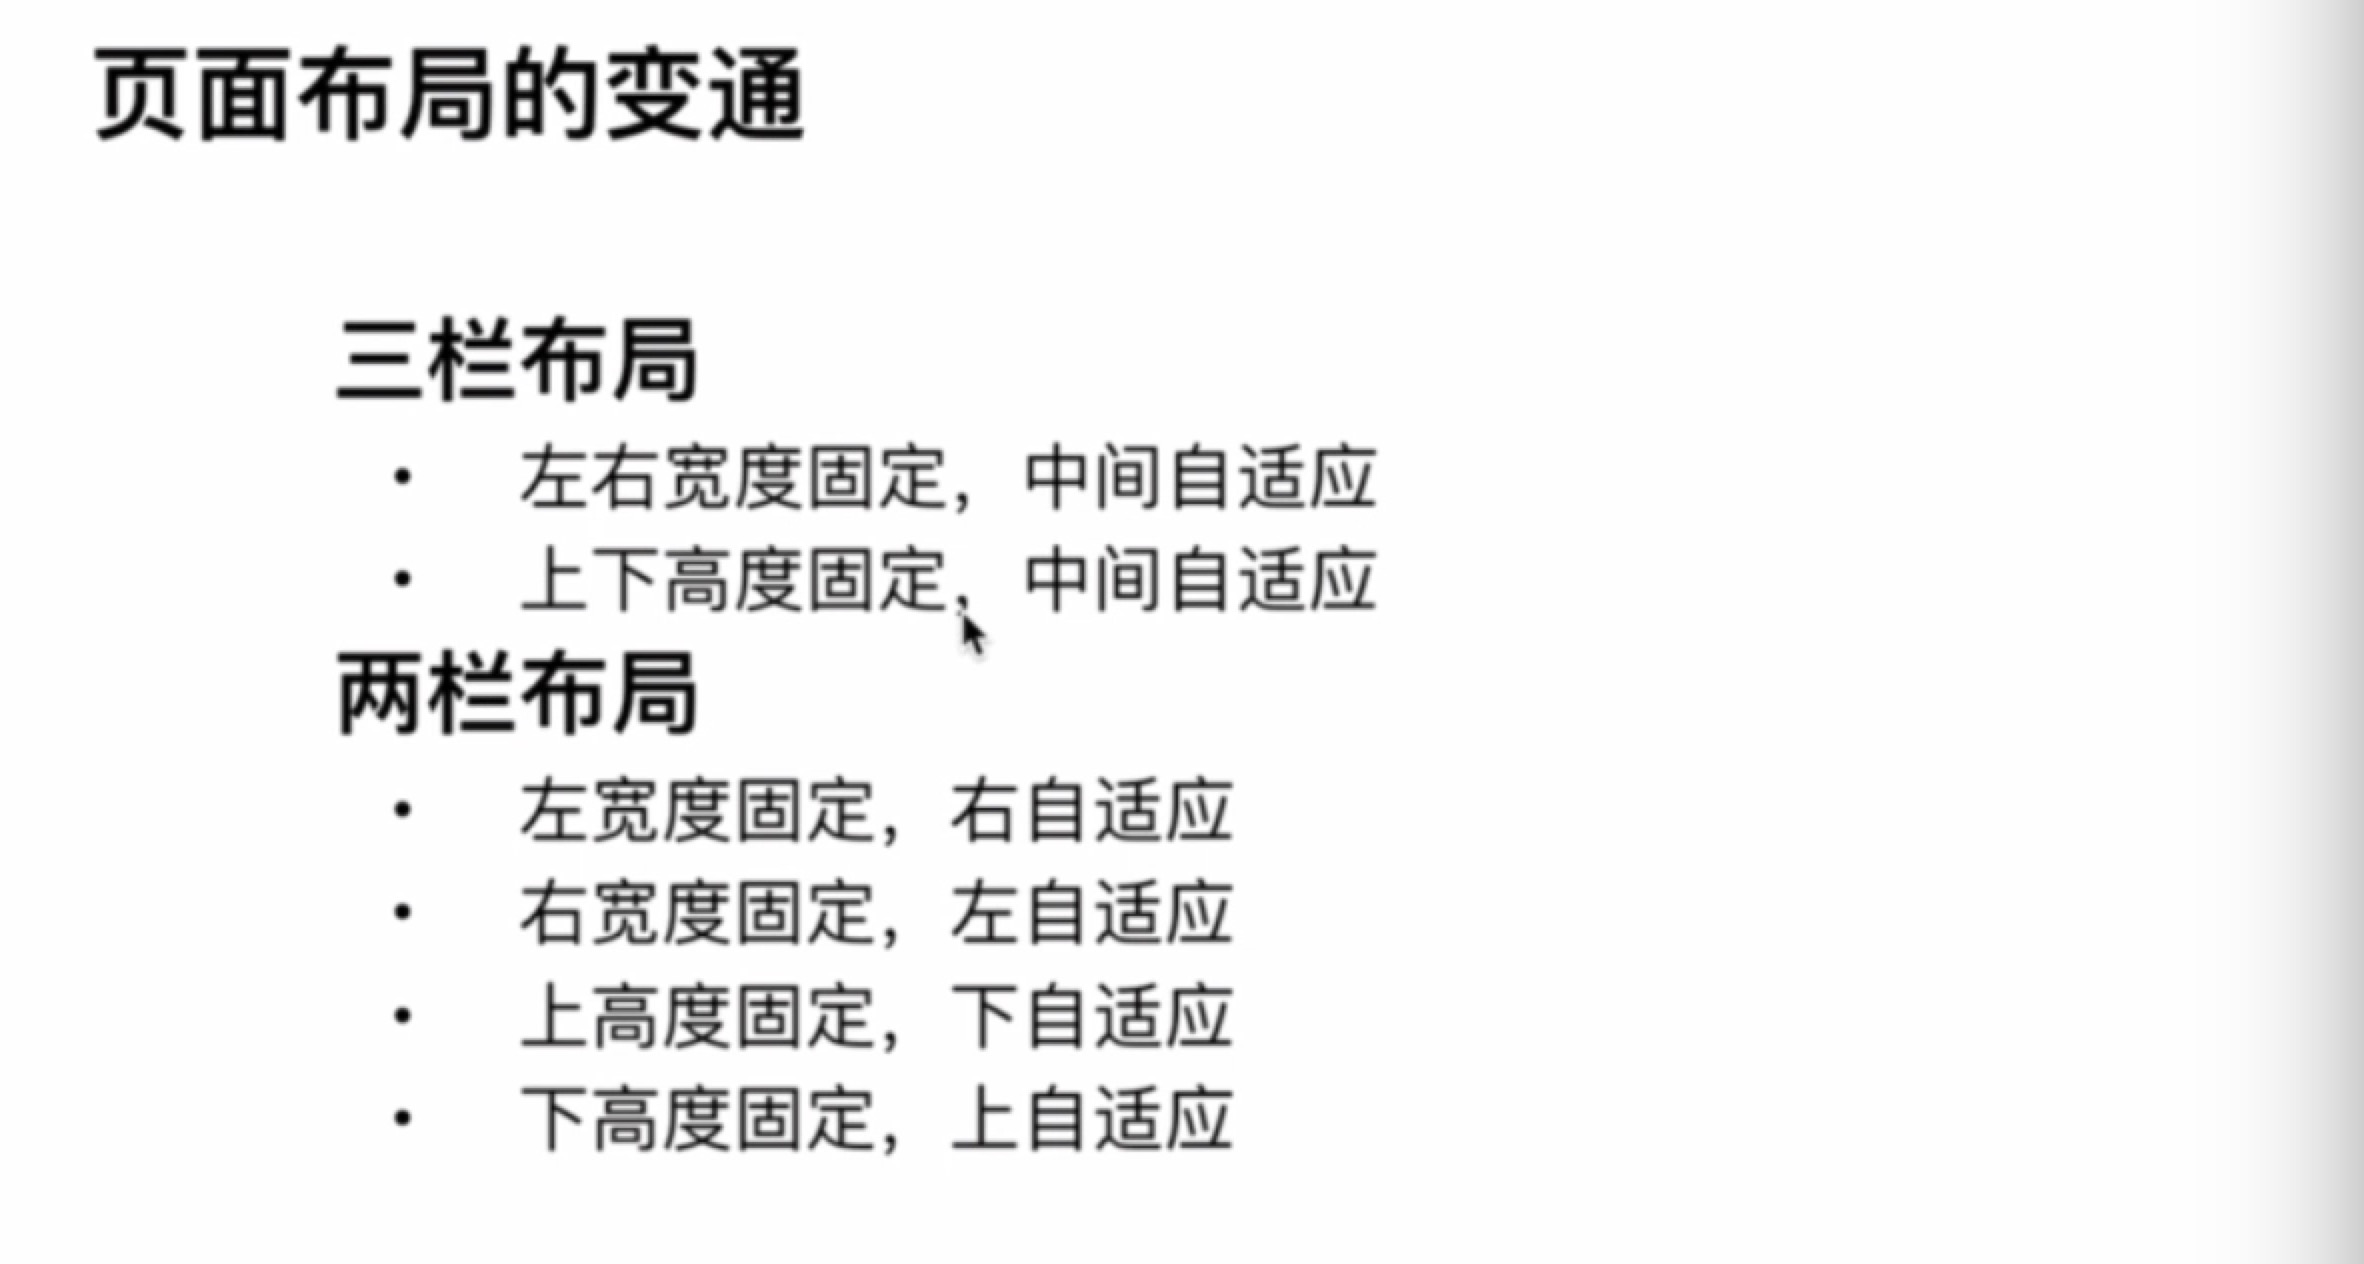 页面布局的变通
三栏布局
• 左右宽度固定，中间自适应
• 上下高度固定，中间自适应
两栏布局
• 左宽度固定，右自适应
• 右宽度固定，左自适应
• 上高度固定，下自适应
• 下高度固定，上自适应